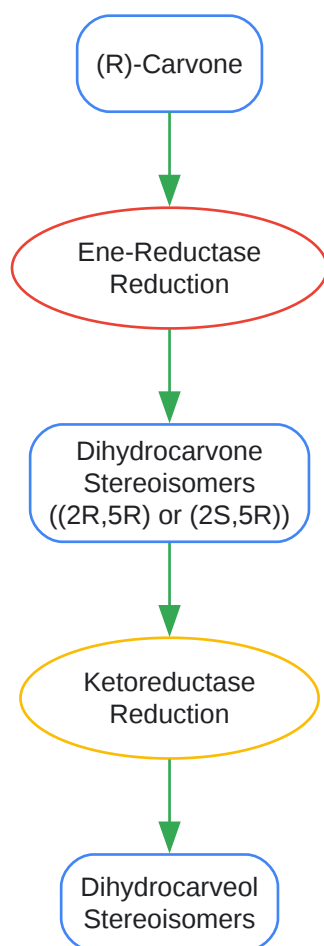 (R)-Carvone
Ene-Reductase
Reduction
Dihydrocarvone
Stereoisomers
((2R,5R) or (2S,5R))
Ketoreductase
Reduction
Dihydrocarveol
Stereoisomers